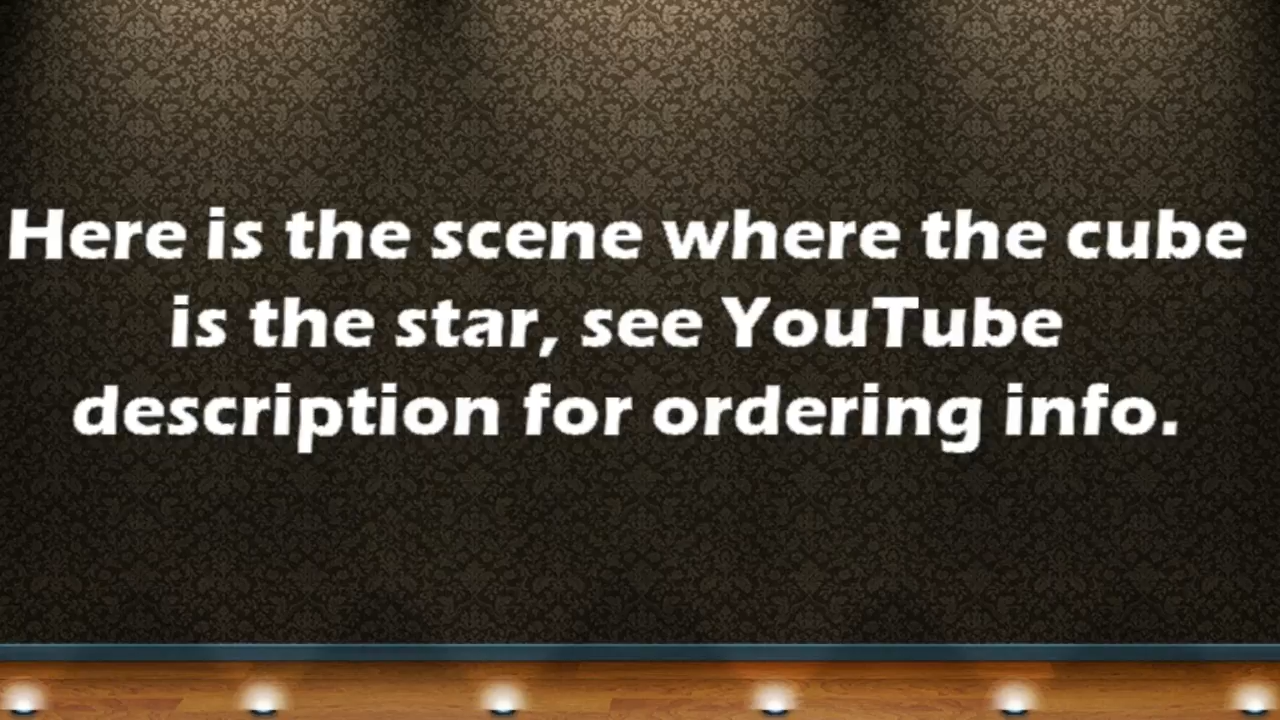 Here is the scene where the cube
is the star, see YouTube
description for ordering info.